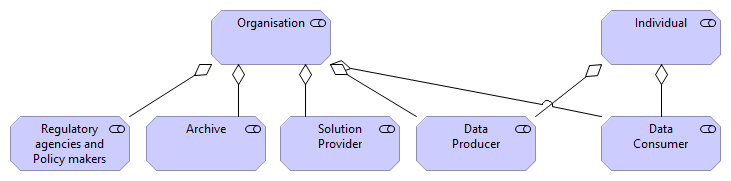 Organisation
Individual
Regulatory
agencies and
Policy makers
Archive
Solution
Provider
Data
Producer
Data
Consumer